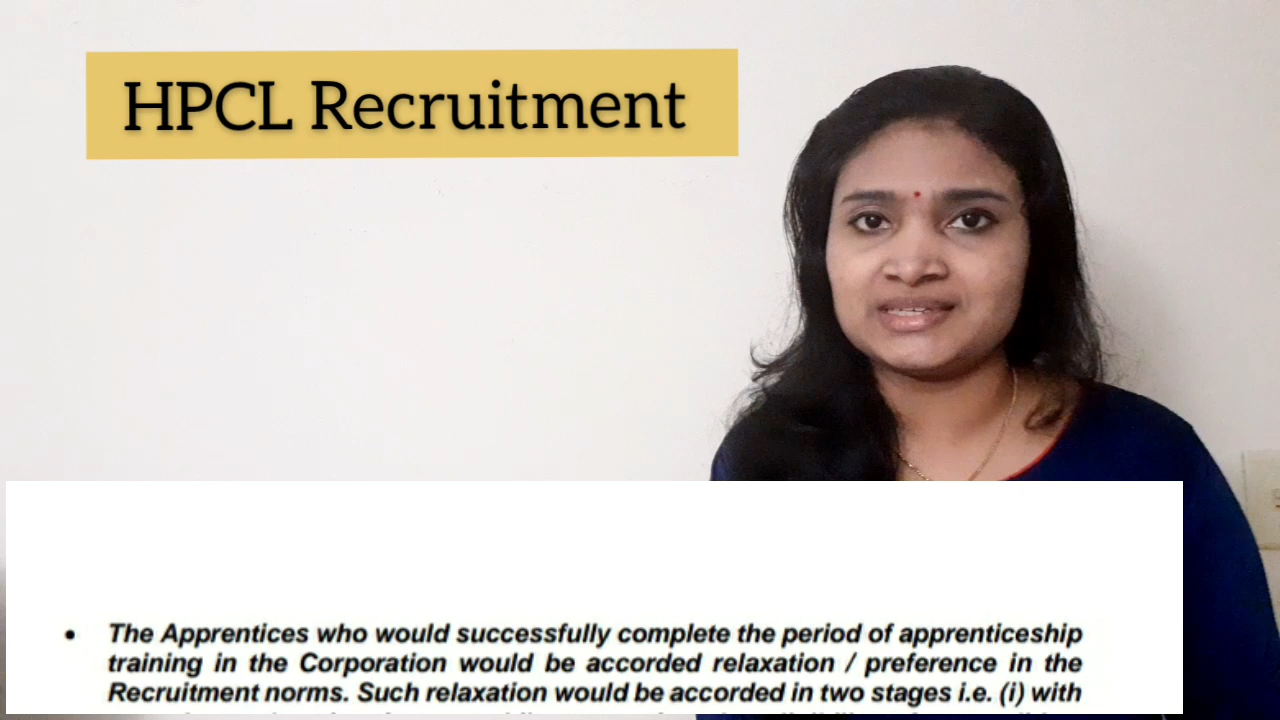 HPCL Recruitment
• The Apprentices who would successfully complete the period of apprenticeship
training in the Corporation would be accorded relaxation / preference in the
Recruitment norms. Such relaxation would be accorded in two stages i.e. (i) with